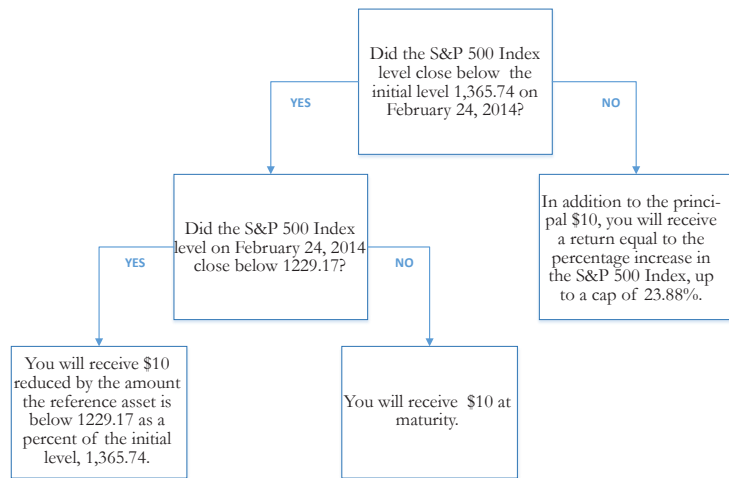 Did the S&P 500 Index
level close below the
initial level 1,365.74 on
February 24, 2014?
YES
NO
Did the S&P 500 Index
level on February 24, 2014
close below 1229.17?
In addition to the princi-
pal $10, you will receive
a return equal to the
percentage increase in
the S&P 500 Index, up
to a cap of 23.88%.
YES
NO
You will receive $10
reduced by the amount
the reference asset is
below 1229.17 as a
percent of the initial
level, 1,365.74.
You will receive $10 at
maturity.